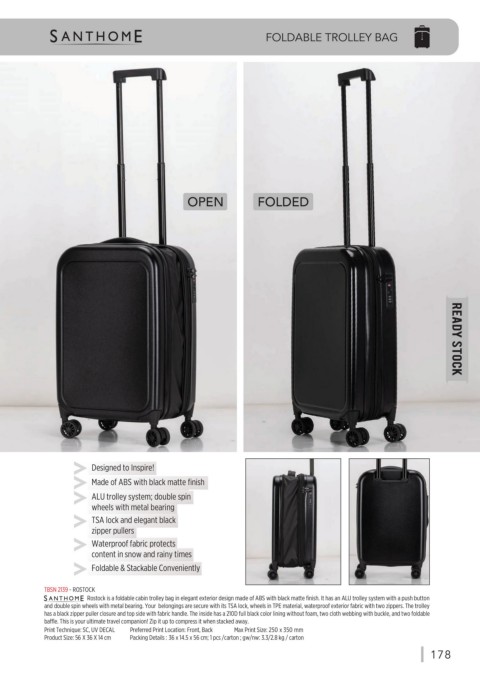 SANTHOME
FOLDABLE TROLLEY BAG
OPEN
FOLDED
READY STOCK
Designed to Inspire!
Made of ABS with black matte finish
ALU trolley system; double spin
wheels with metal bearing
TSA lock and elegant black
zipper pullers
Waterproof fabric protects
content in snow and rainy times
Foldable & Stackable Conveniently
TBSN 2139 - ROSTOCK
SANTHOME Rostock is a foldable cabin trolley bag in elegant exterior design made of ABS with black matte finish. It has an ALU trolley system with a push button
and double spin wheels with metal bearing. Your belongings are secure with its TSA lock, wheels in TPE material, waterproof exterior fabric with two zippers. The trolley
has a black zipper puller closure and top side with fabric handle. The inside has a 210D full black color lining without foam, two cloth webbing with buckle, and two foldable
baffle. This is your ultimate travel companion! Zip it up to compress it when stacked away.
Print Technique: SC, UV DECAL Preferred Print Location: Front, Back Max Print Size: 250 x 350 mm
Product Size: 56 X 36 X 14 cm Packing Details : 36 x 14.5 x 56 cm; 1 pcs /carton ; gw/nw: 3.3/2.8 kg / carton
178